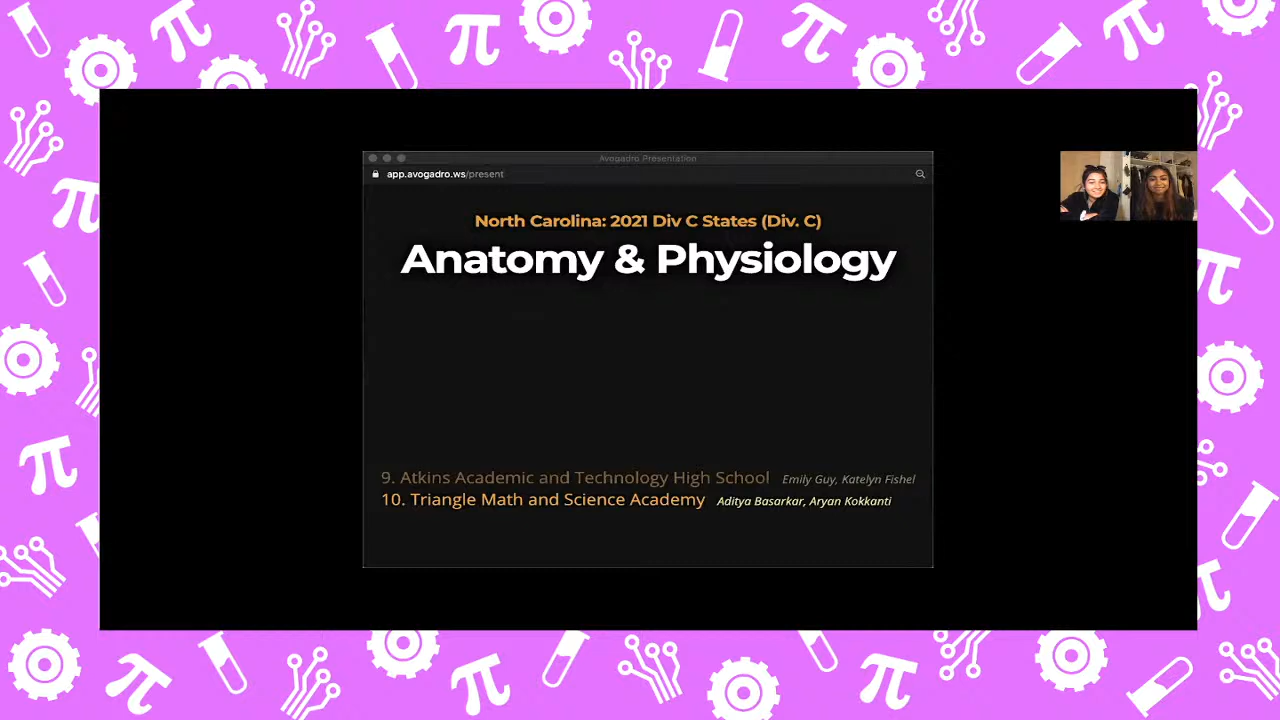 Avogadro Presentation
app.avogadro.ws/present
North Carolina: 2021 Div C States (Div. C)
Anatomy & Physiology
9. Atkins Academic and Technology High School Emily Guy, Katelyn Fishel
10. Triangle Math and Science Academy Aditya Basarkar, Aryan Kokkanti